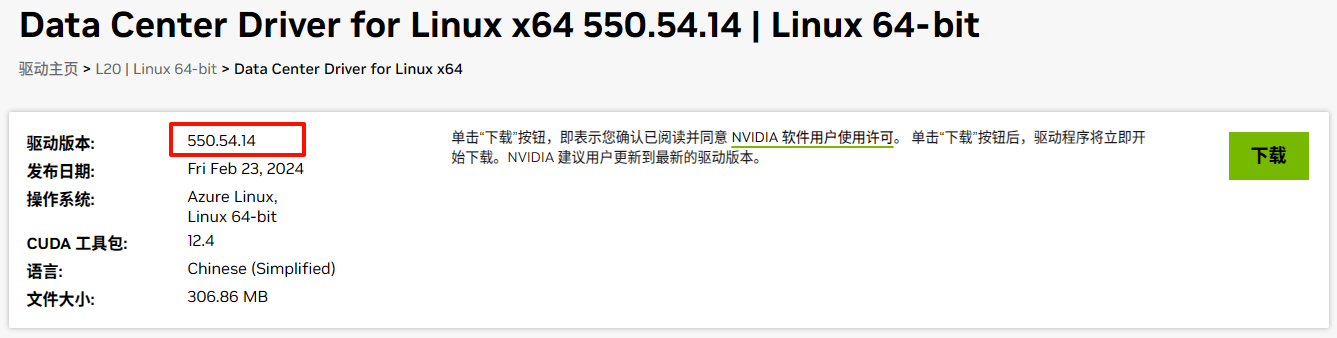 Data Center Driver for Linux x64 550.54.14 | Linux 64-bit
驱动主页 > L20 | Linux 64-bit > Data Center Driver for Linux x64
驱动版本: 550.54.14
发布日期: Fri Feb 23, 2024
操作系统: Azure Linux,
Linux 64-bit
CUDA 工具包: 12.4
语言: Chinese (Simplified)
文件大小: 306.86 MB
单击“下载”按钮，即表示您确认已阅读并同意 NVIDIA 软件用户使用许可。 单击“下载”按钮后，驱动程序将立即开
始下载。NVIDIA 建议用户更新到最新的驱动版本。
下载